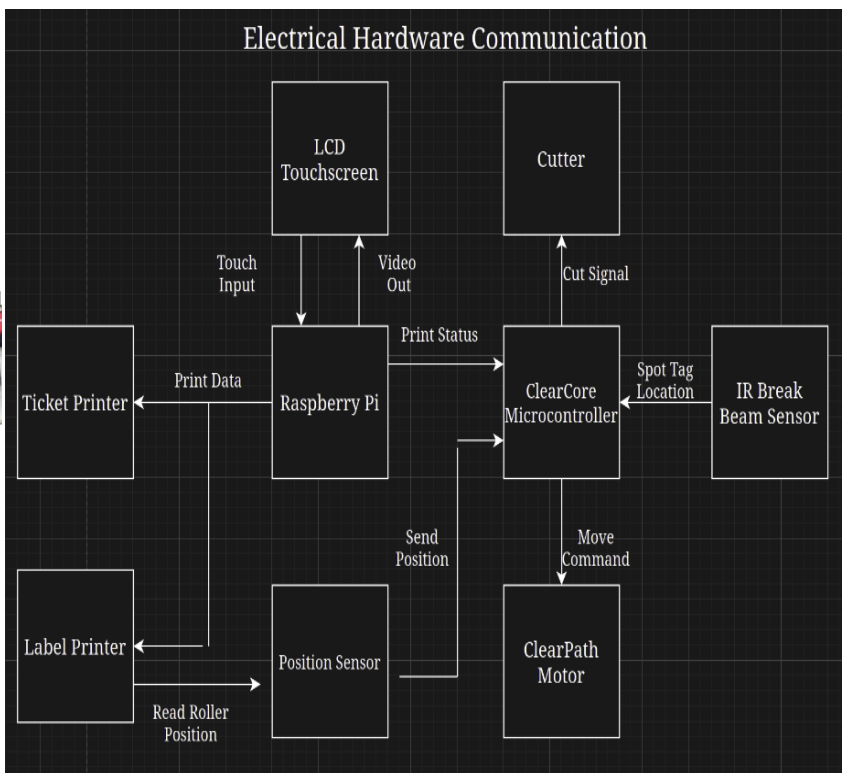 Electrical Hardware Communication
LCD
Touchscreen
Cutter
Touch
Input
Video
Out
Cut Signal
Print Status
Print Data
Ticket Printer
Raspberry Pi
ClearCore
Microcontroller
Spot Tag
Location
IR Break
Beam Sensor
Send
Position
Move
Command
Label Printer
Position Sensor
ClearPath
Motor
Read Roller
Position